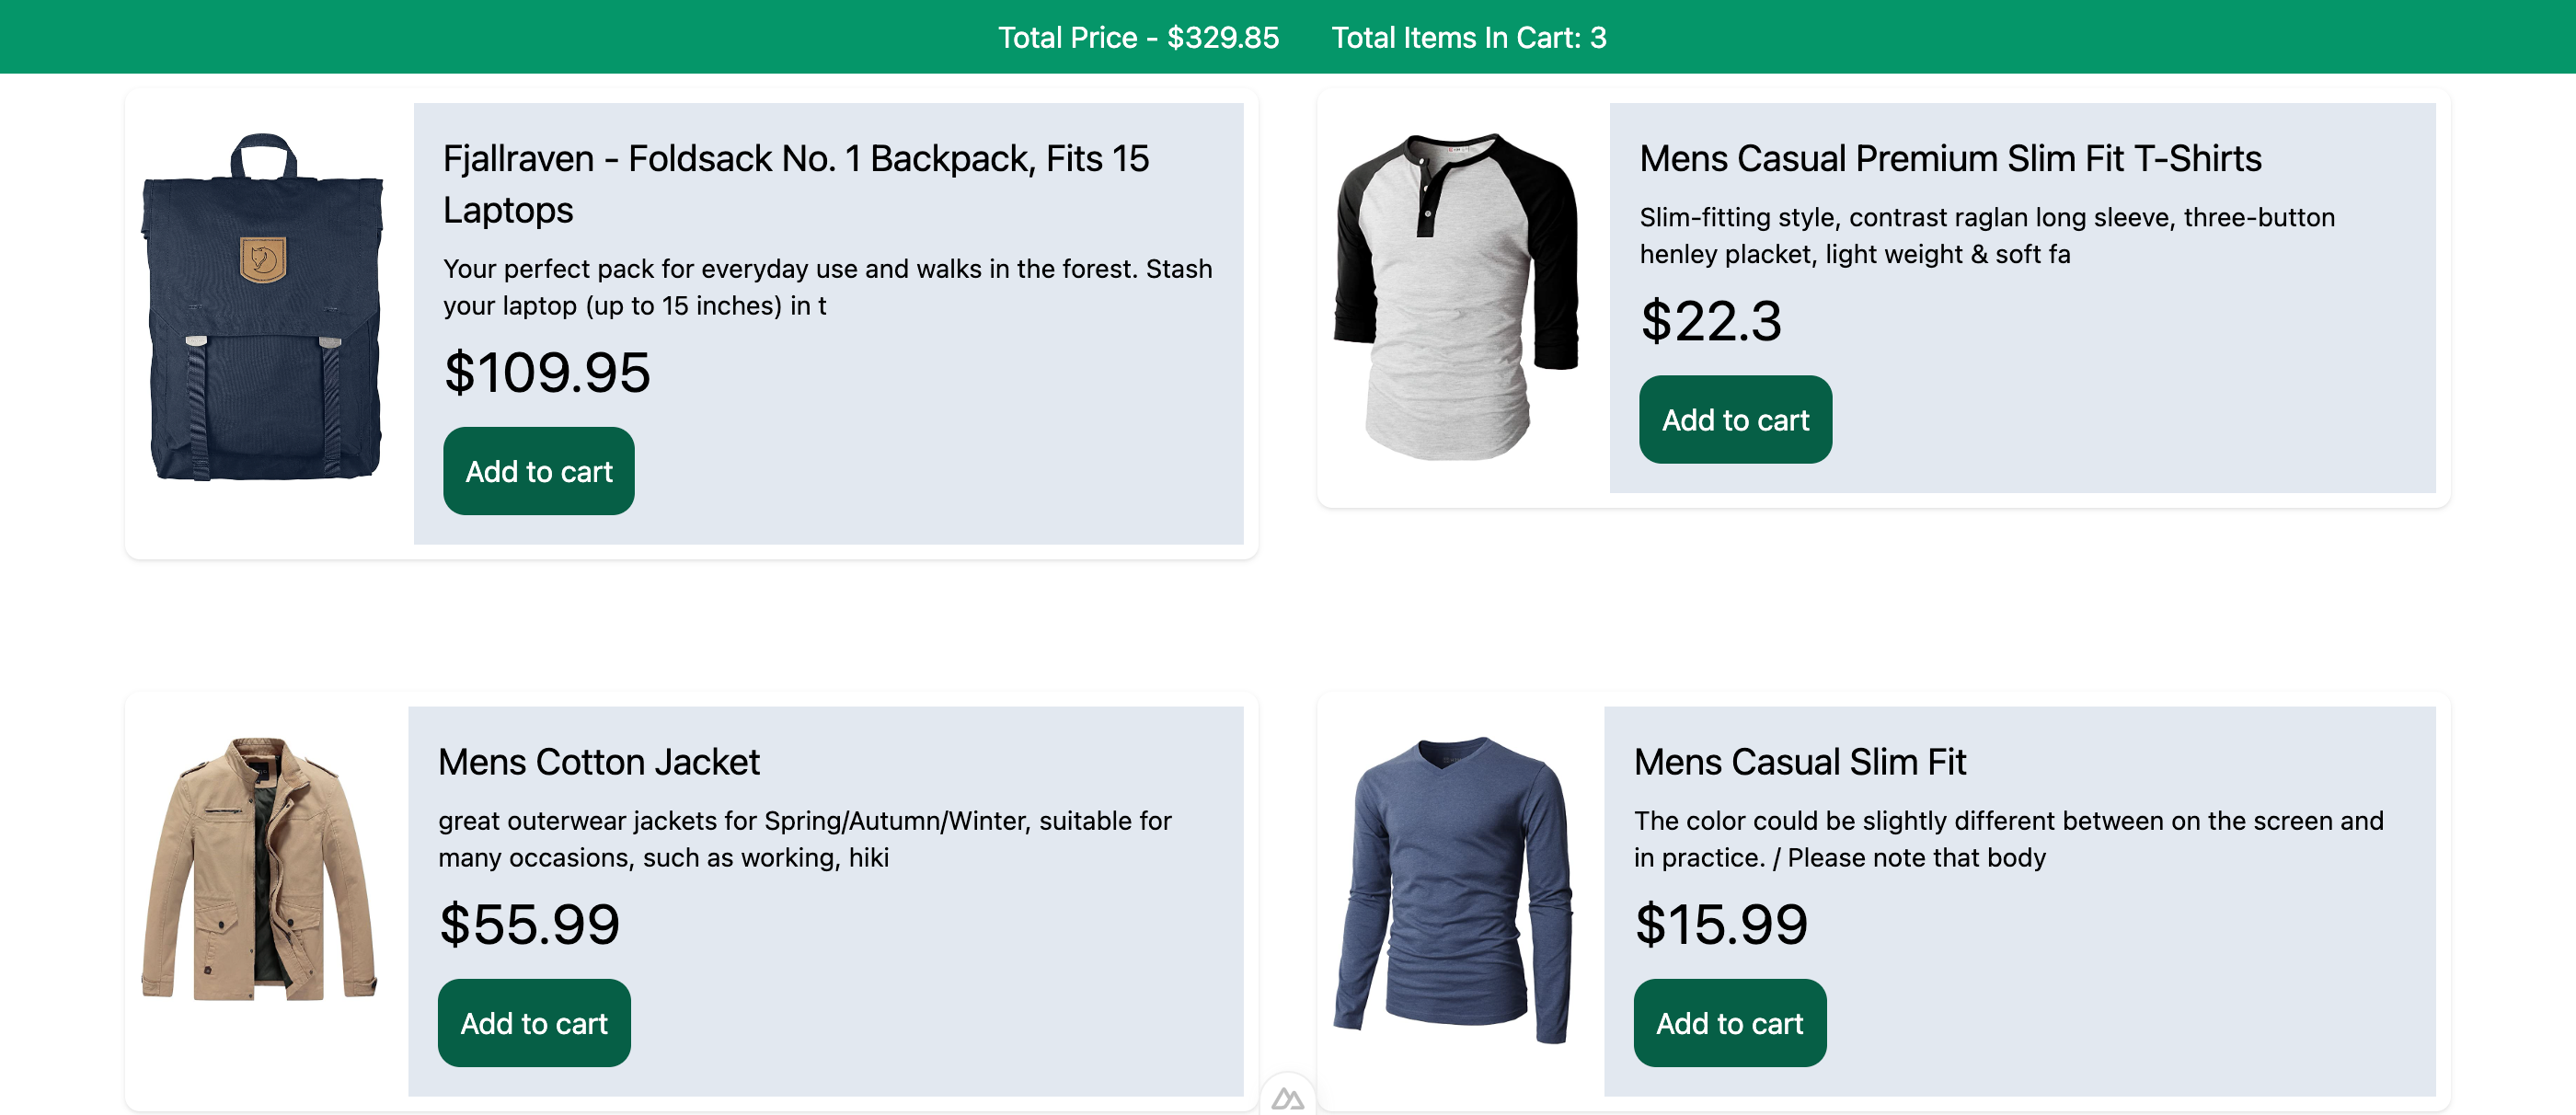 Total Price - $329.85 Total Items In Cart: 3
Fjallraven - Foldsack No. 1 Backpack, Fits 15
Laptops
Your perfect pack for everyday use and walks in the forest. Stash
your laptop (up to 15 inches) in t
$109.95
Add to cart
Mens Casual Premium Slim Fit T-Shirts
Slim-fitting style, contrast raglan long sleeve, three-button
henley placket, light weight & soft fa
$22.3
Add to cart
Mens Cotton Jacket
great outerwear jackets for Spring/Autumn/Winter, suitable for
many occasions, such as working, hiki
$55.99
Add to cart
Mens Casual Slim Fit
The color could be slightly different between on the screen and
in practice. / Please note that body
$15.99
Add to cart